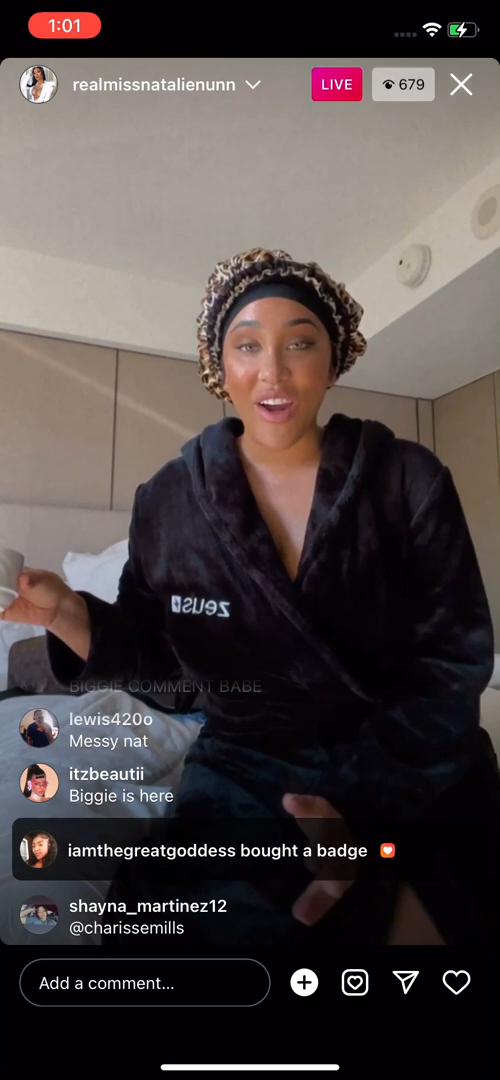 1:01
realmissnatalienunn
LIVE
679
zeus
BIGGIE COMMENT BABE
lewis420o
Messy nat
itzbeautii
Biggie is here
iamthegreatgoddess bought a badge
shayna_martinez12
@charissemills
Add a comment...